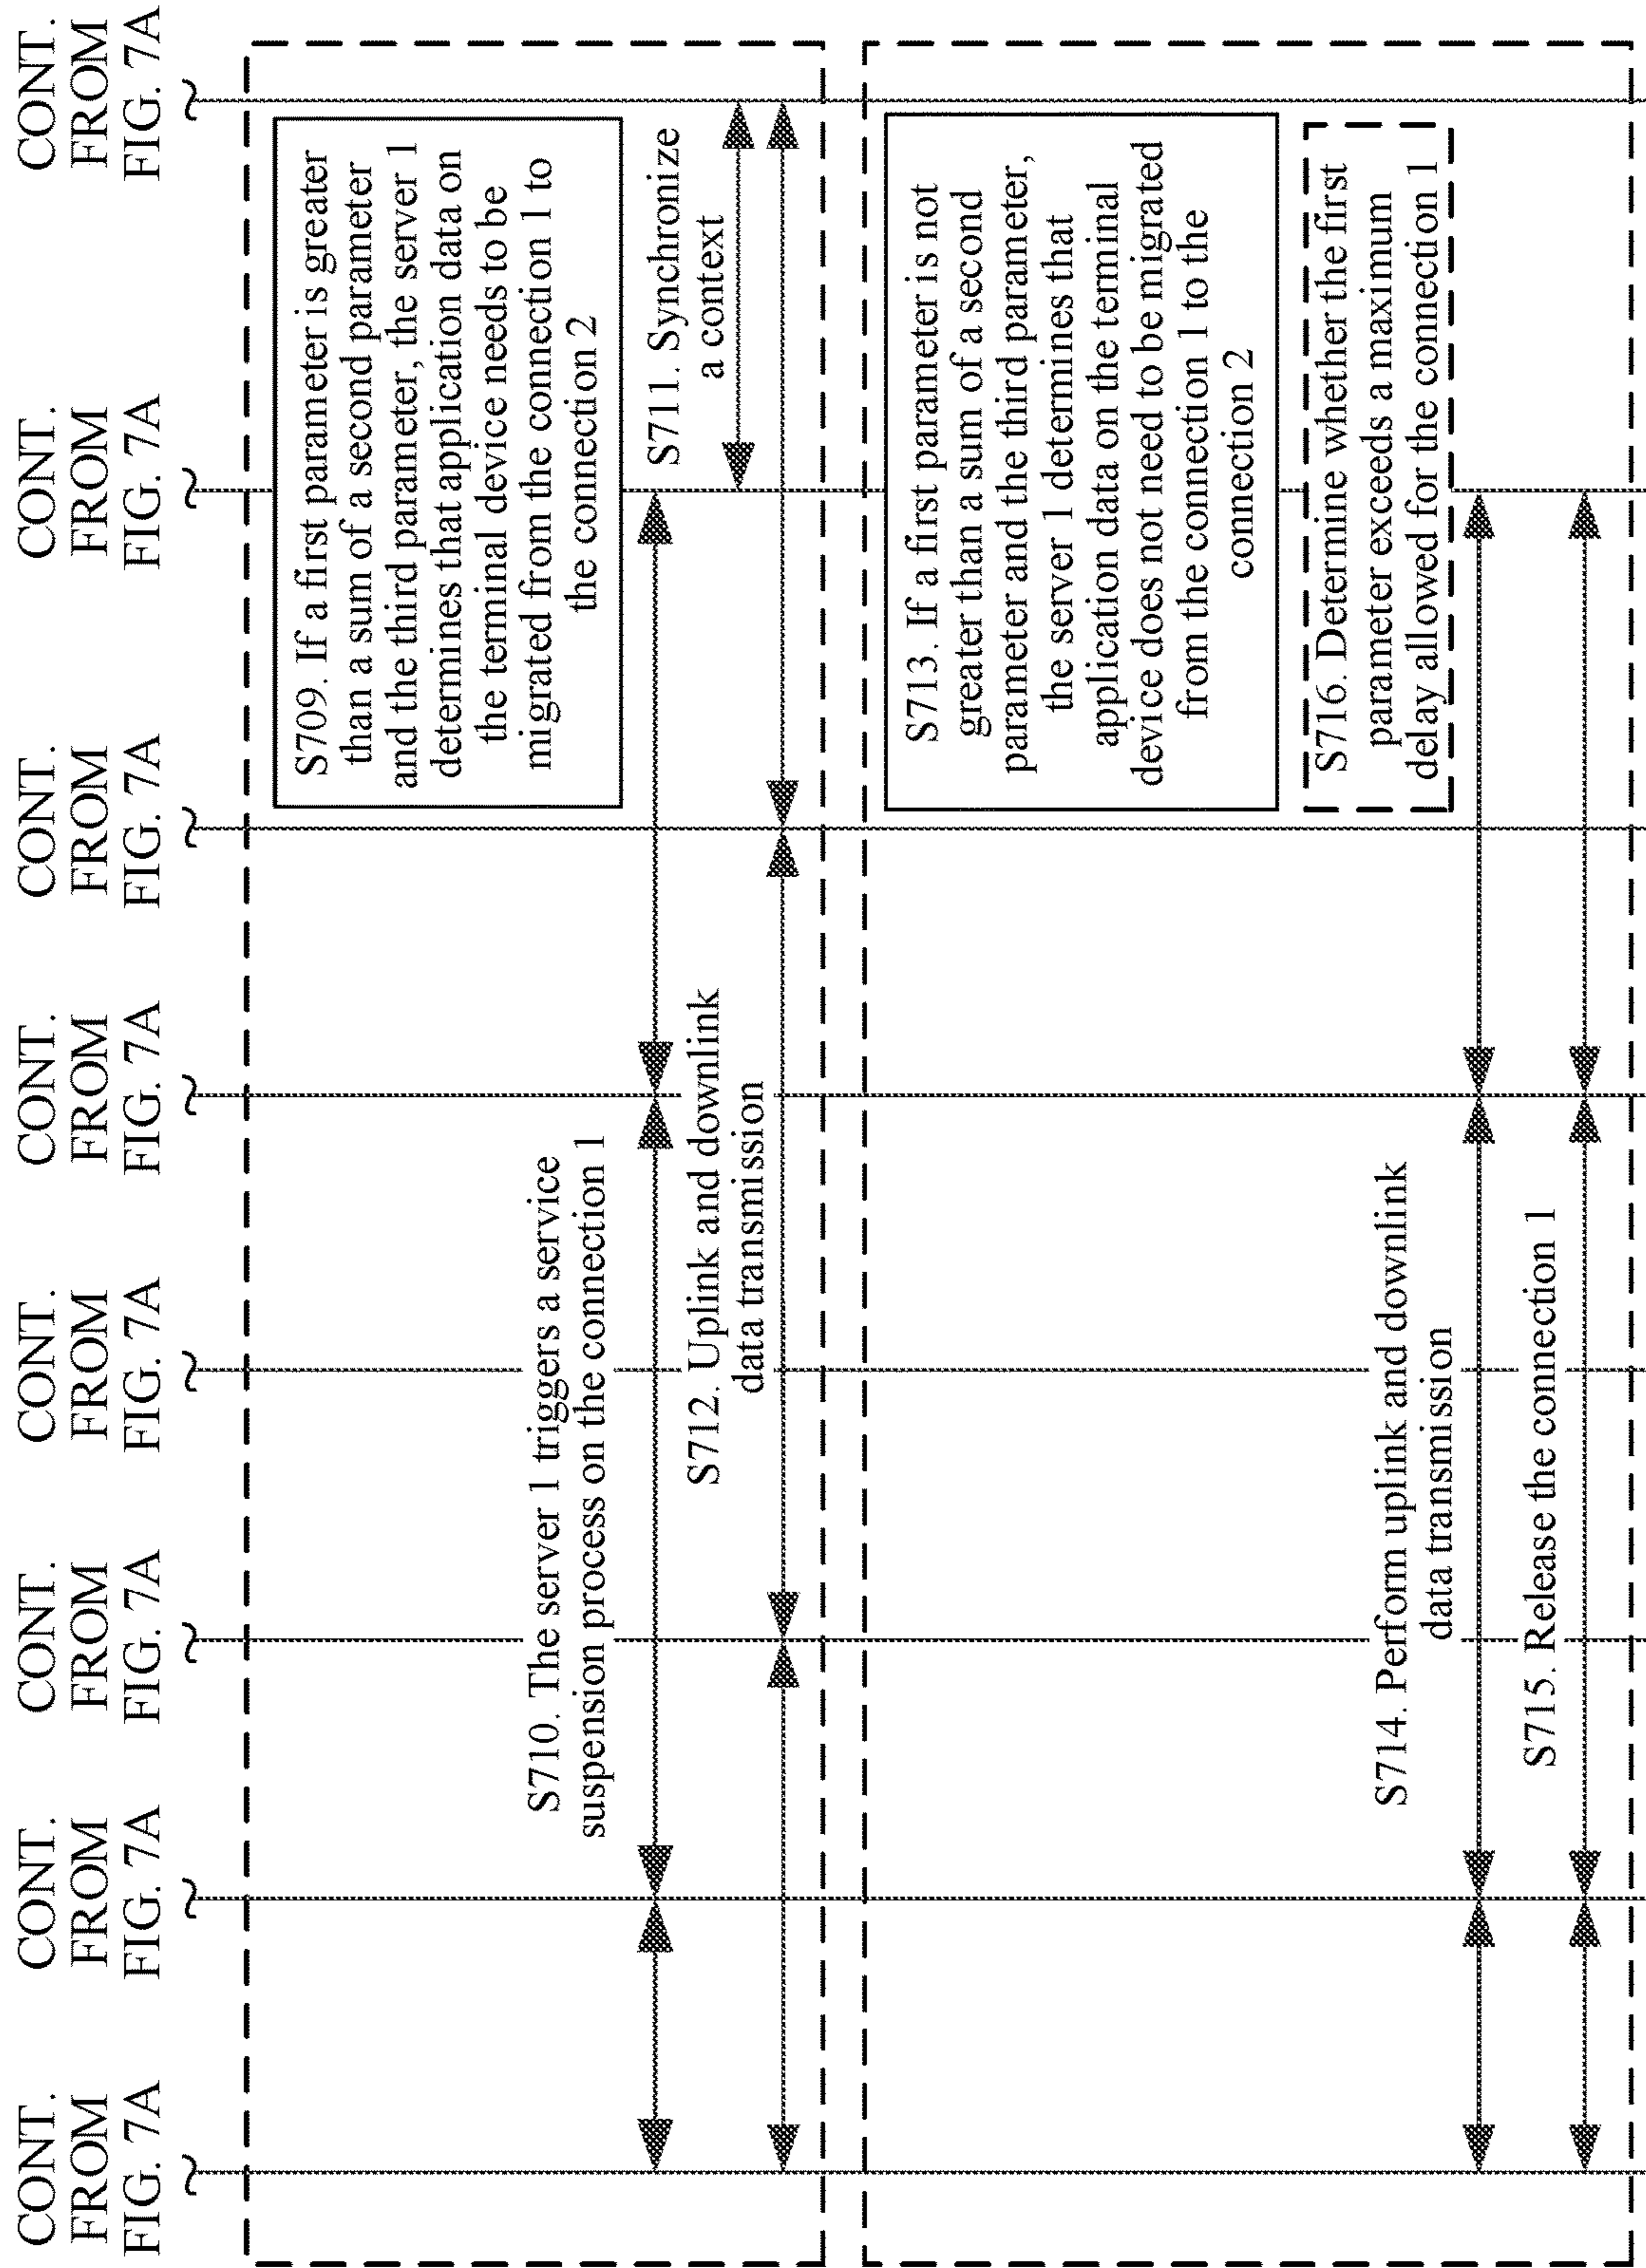 CONT.
FROM
FIG. 7A
CONT.
FROM
FIG. 7A
CONT.
FROM
FIG. 7A
CONT.
FROM
FIG. 7A
CONT.
FROM
FIG. 7A
CONT.
FROM
FIG. 7A
CONT.
FROM
FIG. 7A
CONT.
FROM
FIG. 7A
S709. If a first parameter is greater
than a sum of a second parameter
and the third parameter, the server 1
determines that application data on
the terminal device needs to be
migrated from the connection 1 to
the connection 2
S710. The server 1 triggers a service
suspension process on the connection 1
S711. Synchronize
a context
S712. Uplink and downlink
data transmission
S713. If a first parameter is not
greater than a sum of a second
parameter and the third parameter,
the server 1 determines that
application data on the terminal
device does not need to be migrated
from the connection 1 to the
connection 2
S716. Determine whether the first
parameter exceeds a maximum
delay allowed for the connection 1
S714. Perform uplink and downlink
data transmission
S715. Release the connection 1